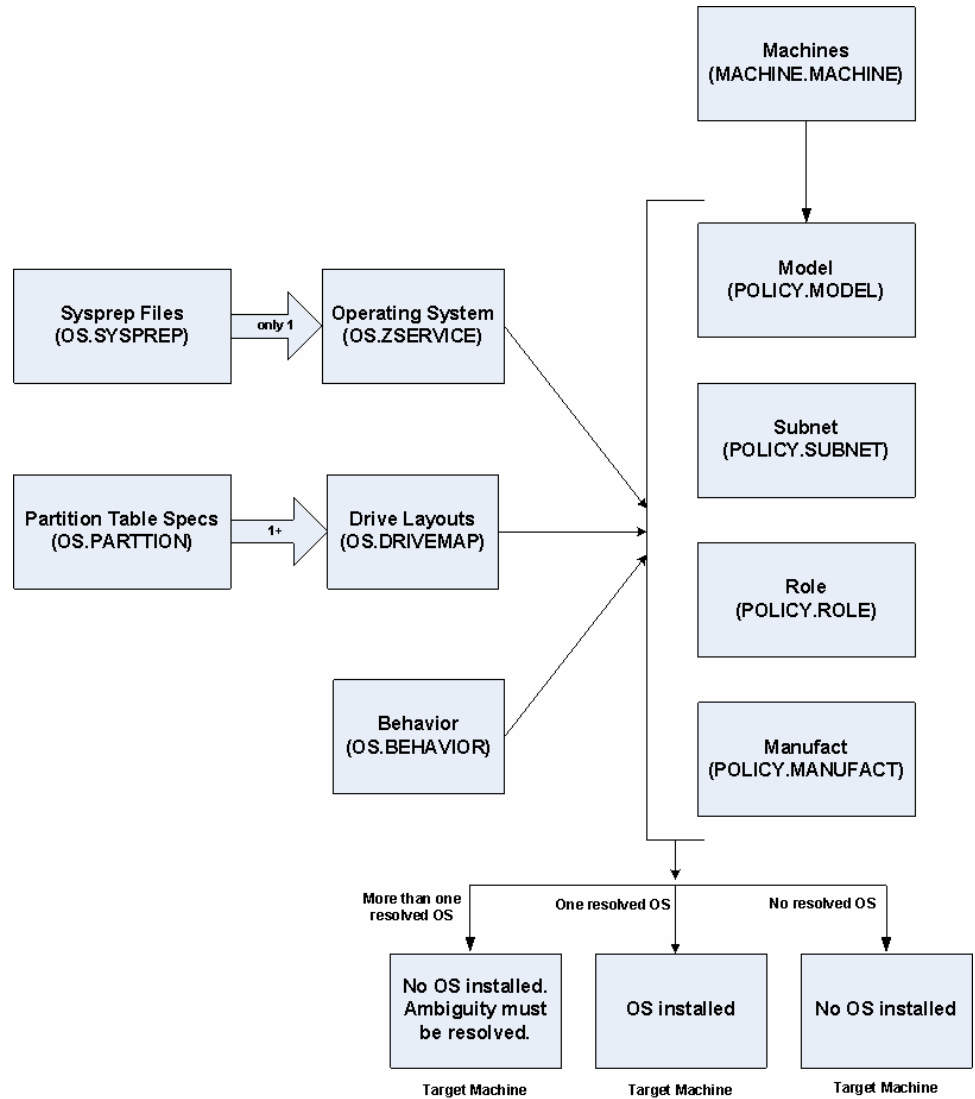 Machines
(MACHINE.MACHINE)
Model
(POLICY.MODEL)
Sysprep Files
(OS.SYSPREP)
only 1
Operating System
(OS.ZSERVICE)
Subnet
(POLICY.SUBNET)
Partition Table Specs
(OS.PARTTION)
1+
Drive Layouts
(OS.DRIVEMAP)
Role
(POLICY.ROLE)
Behavior
(OS.BEHAVIOR)
Manufact
(POLICY.MANUFACT)
More than one
resolved OS
One resolved OS
No resolved OS
No OS installed.
Ambiguity must
be resolved.
OS installed
No OS installed
Target Machine
Target Machine
Target Machine